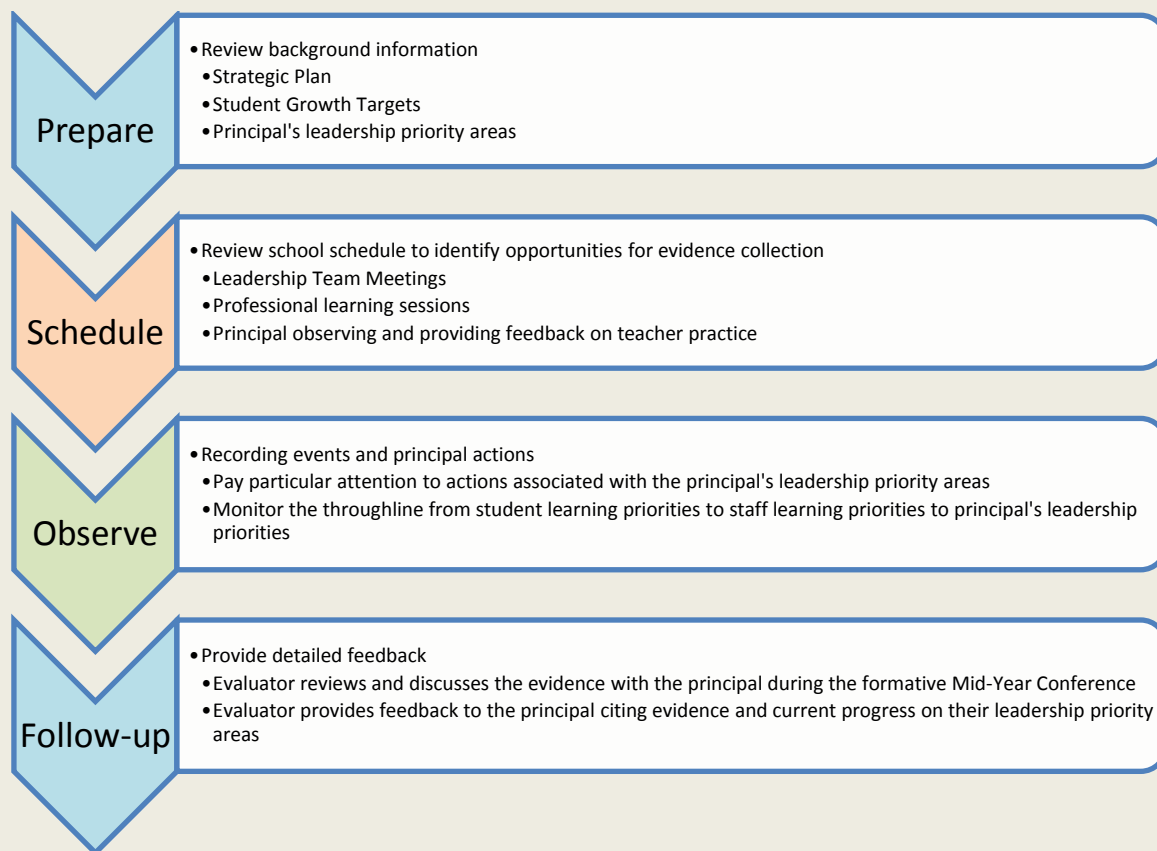 Prepare
•Review background information
•Strategic Plan
•Student Growth Targets
•Principal's leadership priority areas
Schedule
•Review school schedule to identify opportunities for evidence collection
•Leadership Team Meetings
•Professional learning sessions
•Principal observing and providing feedback on teacher practice
Observe
•Recording events and principal actions
•Pay particular attention to actions associated with the principal's leadership priority areas
•Monitor the throughline from student learning priorities to staff learning priorities to principal's leadership
priorities
Follow-up
•Provide detailed feedback
•Evaluator reviews and discusses the evidence with the principal during the formative Mid-Year Conference
•Evaluator provides feedback to the principal citing evidence and current progress on their leadership priority
areas